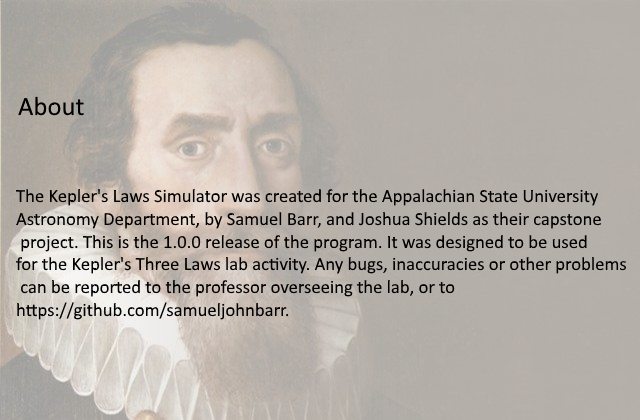 About
The Kepler's Laws Simulator was created for the Appalachian State University
Astronomy Department, by Samuel Barr, and Joshua Shields as their capstone
project. This is the 1.0.0 release of the program. It was designed to be used
for the Kepler's Three Laws lab activity. Any bugs, inaccuracies or other problems
can be reported to the professor overseeing the lab, or to
https://github.com/samueljohnbarr.